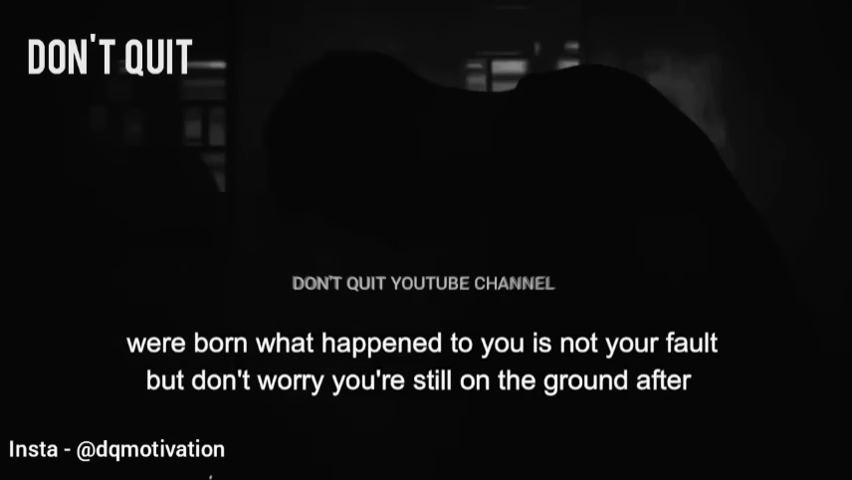 DON'T QUIT
DON'T QUIT YOUTUBE CHANNEL
were born what happened to you is not your fault
but don't worry you're still on the ground after
Insta - @dqmotivation